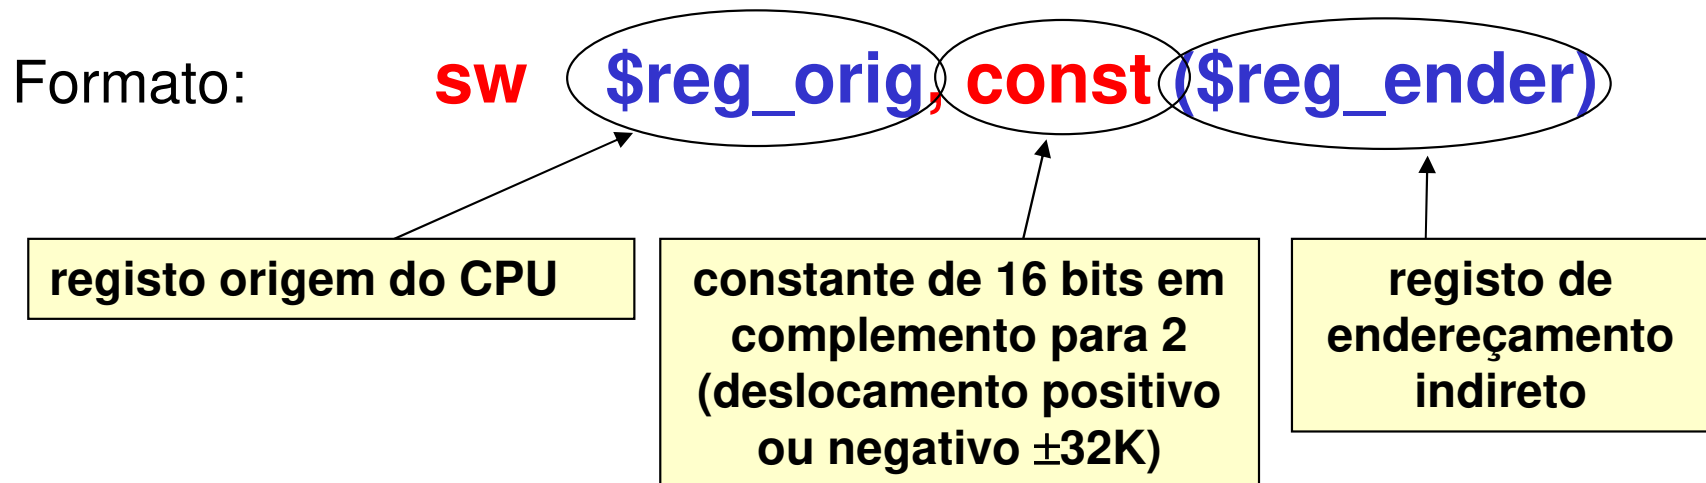 Formato: sw $reg_orig, const ($reg_ender)
registo origem do CPU
constante de 16 bits em
complemento para 2
(deslocamento positivo
ou negativo ±32K)
registo de
endereçamento
indireto